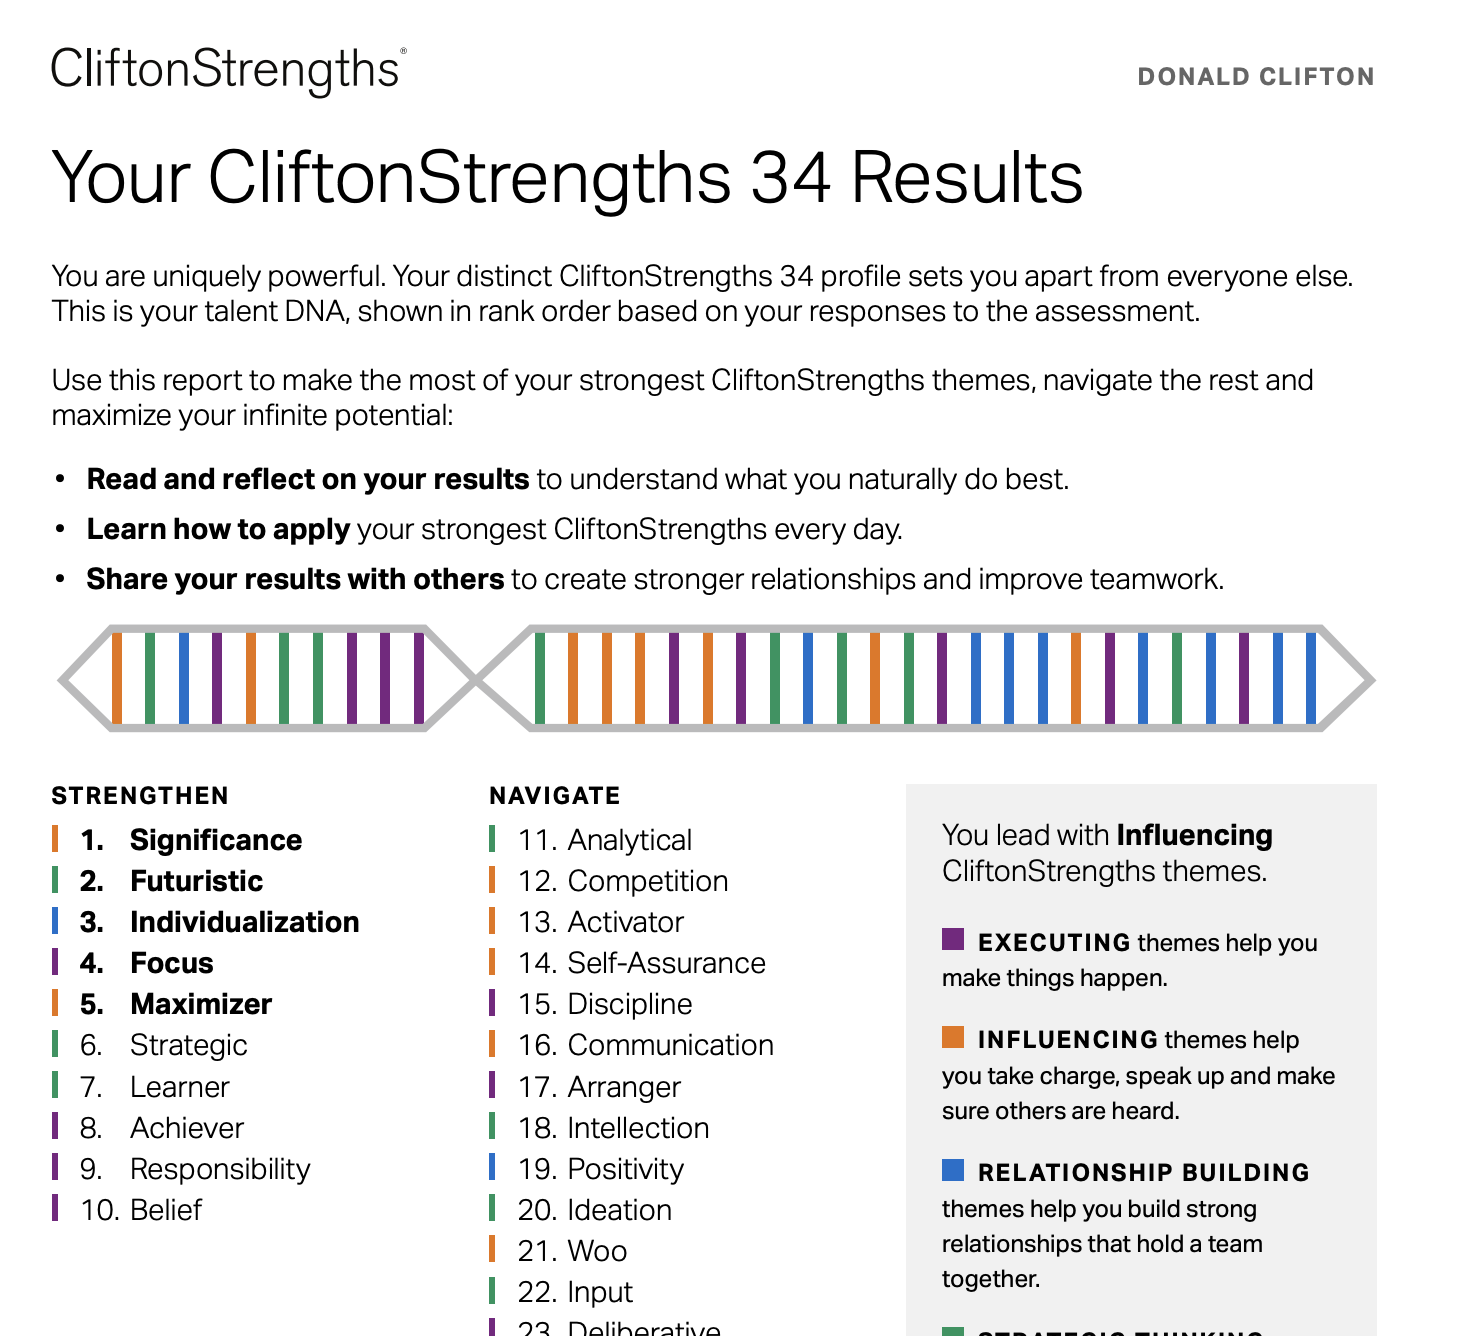 CliftonStrengths®
DONALD CLIFTON
Your CliftonStrengths 34 Results
You are uniquely powerful. Your distinct CliftonStrengths 34 profile sets you apart from everyone else.
This is your talent DNA, shown in rank order based on your responses to the assessment.
Use this report to make the most of your strongest CliftonStrengths themes, navigate the rest and
maximize your infinite potential:
• Read and reflect on your results to understand what you naturally do best.
• Learn how to apply your strongest CliftonStrengths every day.
• Share your results with others to create stronger relationships and improve teamwork.
STRENGTHEN
1. Significance
2. Futuristic
3. Individualization
4. Focus
5. Maximizer
6. Strategic
7. Learner
8. Achiever
9. Responsibility
10. Belief
NAVIGATE
11. Analytical
12. Competition
13. Activator
14. Self-Assurance
15. Discipline
16. Communication
17. Arranger
18. Intellection
19. Positivity
20. Ideation
21. Woo
22. Input
23. Deliberative
You lead with Influencing
CliftonStrengths themes.
EXECUTING themes help you
make things happen.
INFLUENCING themes help
you take charge, speak up and make
sure others are heard.
RELATIONSHIP BUILDING
themes help you build strong
relationships that hold a team
together.
STRATEGIC THINKING